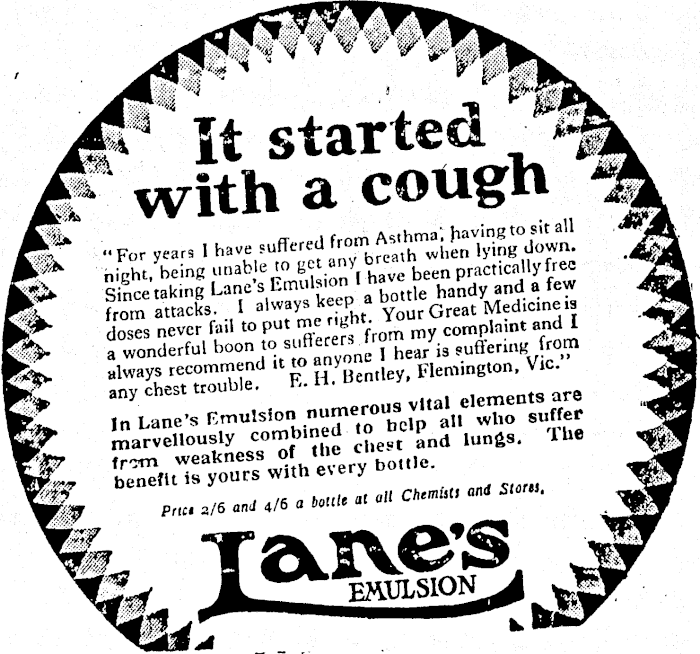 It started
with a cough
"For years I have suffered from Asthma, having to sit all
night, being unable to get any breath when lying down.
Since taking Lane's Emulsion I have been practically free
from attacks. I always keep a bottle handy and a few
doses never fail to put me right. Your Great Medicine is
a wonderful boon to sufferers from my complaint and I
always recommend it to anyone I hear is suffering from
any chest trouble. E. H. Bentley, Flemington, Vic."
In Lane's Emulsion numerous vital elements are
marvellously combined to help all who suffer
from weakness of the chest and lungs. The
benefit is yours with every bottle.
Price 2/6 and 4/6 a bottle at all Chemists and Stores.
Lane's
EMULSION